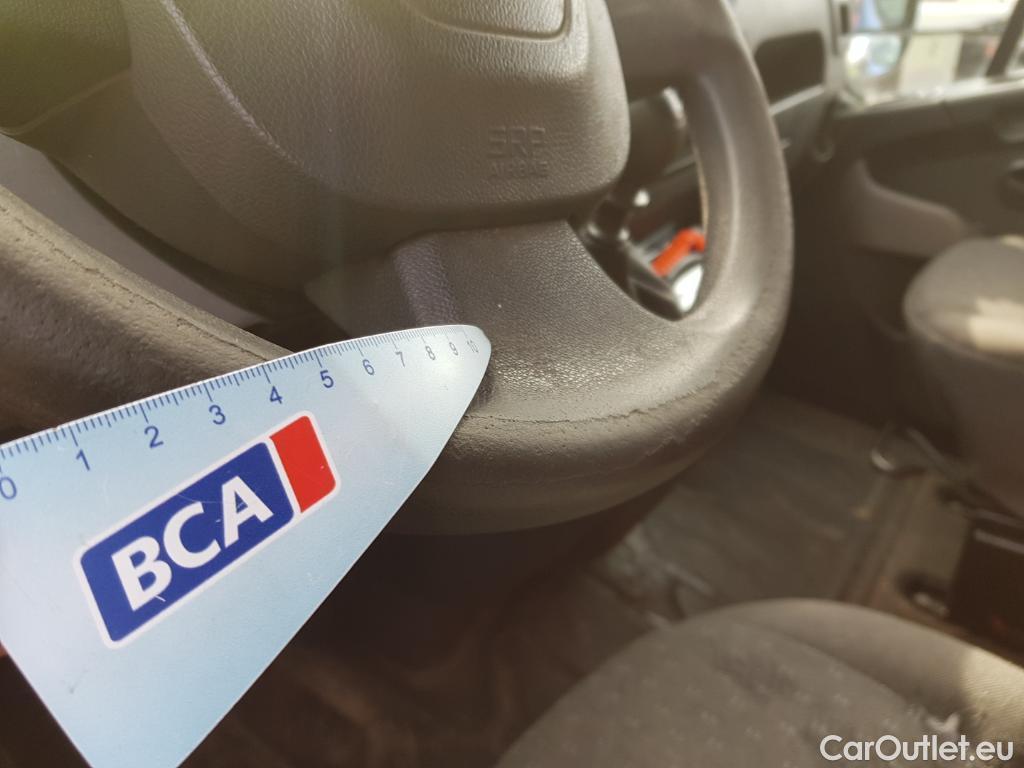 SRP
AIRBAG
0 1 2 3 4 5 6 7 8 9 10
BCA
CarOutlet.eu